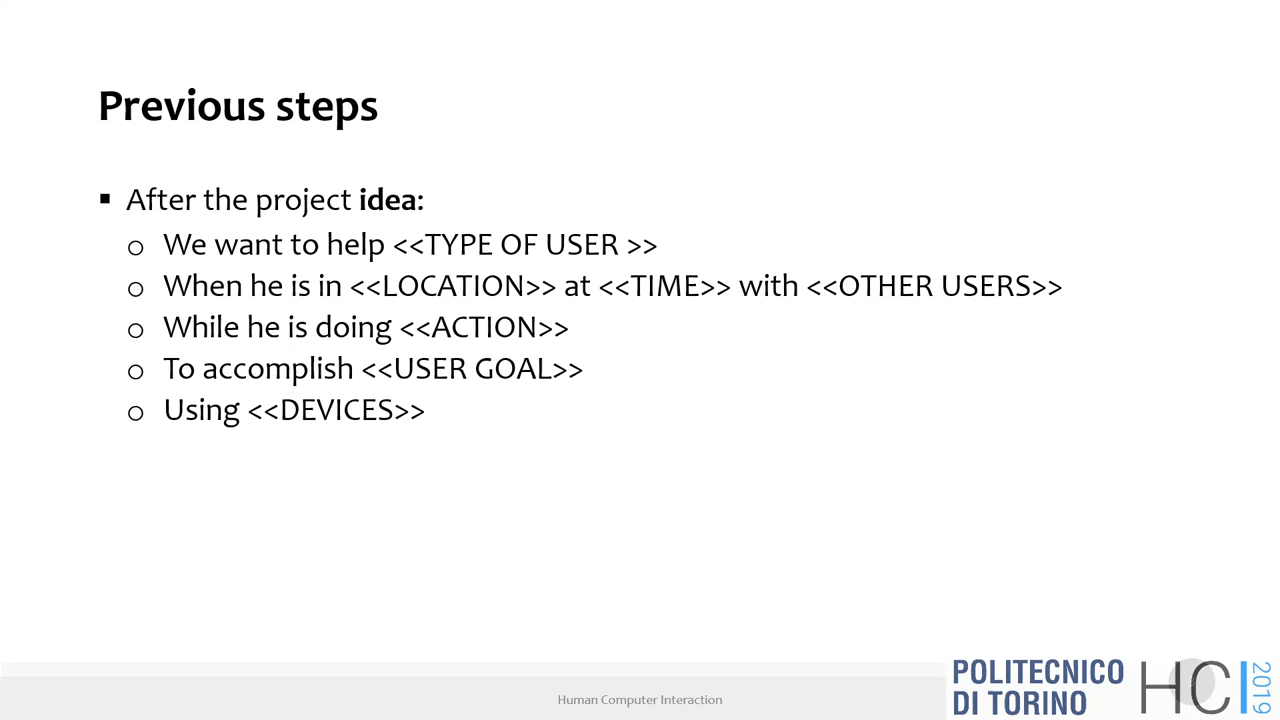 Previous steps
▪ After the project idea:
o We want to help <<TYPE OF USER >>
o When he is in <<LOCATION>> at <<TIME>> with <<OTHER USERS>>
o While he is doing <<ACTION>>
o To accomplish <<USER GOAL>>
o Using <<DEVICES>>
Human Computer Interaction
POLITECNICO
DI TORINO
HCI
2019